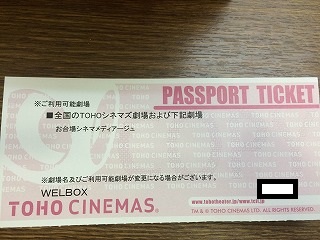 PASSPORT TICKET
※ご利用可能劇場
■全国のTOHOシネマズ劇場および下記劇場
お台場シネマメディアージュ
※劇場名及びご利用可能劇場が変更になる場合がございます。
WELBOX
TOHO CINEMAS®
www.tohotheater.jp/www.tcx.jp
TM & © TOHO CINEMAS LTD. ALL RIGHTS RESERVED.